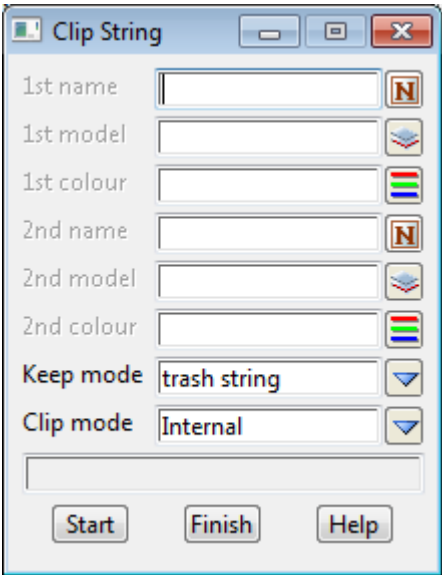 Clip String
1st name N
1st model
1st colour
2nd name N
2nd model
2nd colour
Keep mode trash string
Clip mode Internal
Start Finish Help